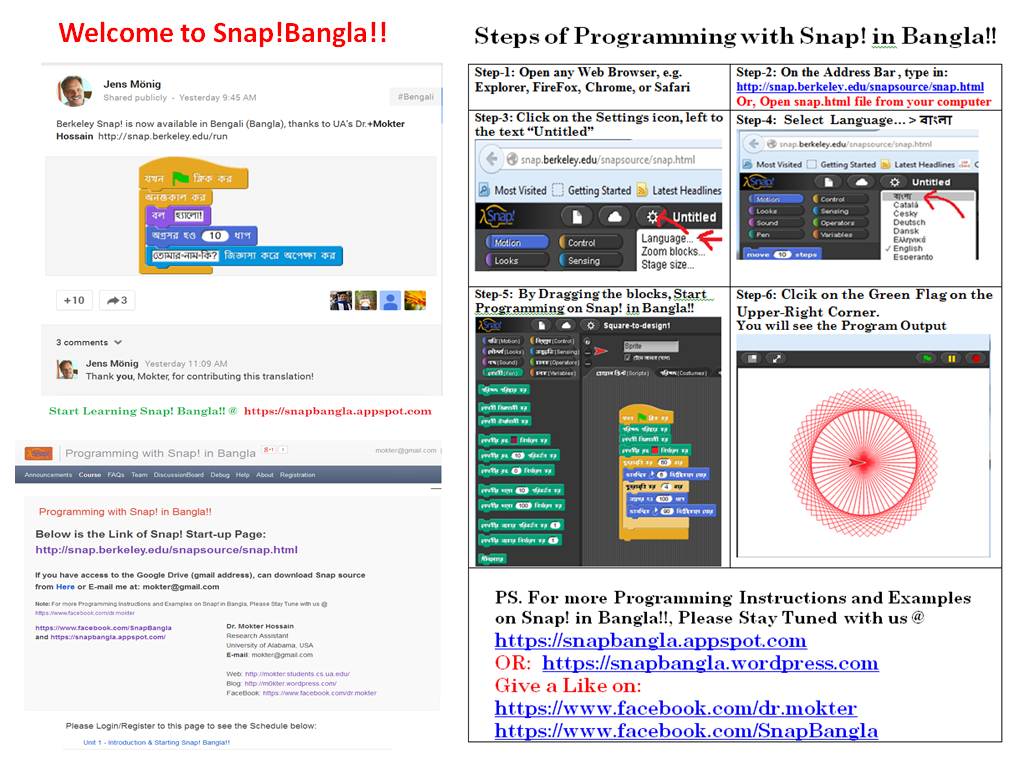 Welcome to Snap!Bangla!!
Jens Mönig
Shared publicly - Yesterday 9:45 AM
#Bengali
Berkeley Snap! is now available in Bengali (Bangla), thanks to UA's Dr.+Mokter
Hossain http://snap.berkeley.edu/run
যখন ক্লিক কর
অনন্তকাল কর
বল হ্যালো!
অগ্রসর হও 10 ধাপ
তোমার-নাম-কি? জিজ্ঞাসা করে অপেক্ষা কর
+10
3
3 comments
Jens Mönig Yesterday 11:09 AM
Thank you, Mokter, for contributing this translation!
Start Learning Snap! Bangla!! @ https://snapbangla.appspot.com
Snap! Programming with Snap! in Bangla g+1 1 mokter@gmail.com
Announcements Course FAQs Team DiscussionBoard Debug Help About Registration
Programming with Snap! in Bangla!!
Below is the Link of Snap! Start-up Page:
http://snap.berkeley.edu/snapsource/snap.html
If you have access to the Google Drive (gmail address), can download Snap source
from Here or E-mail me at: mokter@gmail.com
Note: For more Programming Instructions and Examples on Snap! in Bangla, Please Stay Tune with us @
https://www.facebook.com/dr.mokter
https://www.facebook.com/SnapBangla
and https://snapbangla.appspot.com/
Dr. Mokter Hossain
Research Assistant
University of Alabama, USA
E-mail: mokter@gmail.com
Web: http://mokter.students.cs.ua.edu/
Blog: http://m0kter.wordpress.com/
FaceBook: https://www.facebook.com/dr.mokter
Please Login/Register to this page to see the Schedule below:
Unit 1 - Introduction & Starting Snap! Bangla!!
Steps of Programming with Snap! in Bangla!!
Step-1: Open any Web Browser, e.g.
Explorer, FireFox, Chrome, or Safari
Step-2: On the Address Bar , type in:
http://snap.berkeley.edu/snapsource/snap.html
Or, Open snap.html file from your computer
Step-3: Click on the Settings icon, left to
the text “Untitled”
snap.berkeley.edu/snapsource/snap.html
Most Visited Getting Started Latest Headlines
Snap! Untitled
Motion Control
Looks Sensing
Language...
Zoom blocks...
Stage size...
Step-4: Select Language... > বাংলা
snap.berkeley.edu/snapsource/snap.html
Most Visited Getting Started Latest Headlines
Snap! Untitled
Motion Control
Looks Sensing
Sound Operators
Pen Variables
move 10 steps
বাংলা
Català
Česky
Deutsch
Dansk
Ελληνικά
English
Esperanto
Step-5: By Dragging the blocks, Start
Programming on Snap! in Bangla!!
Snap! Square-to-design1
Sprite
Step-6: Clcik on the Green Flag on the
Upper-Right Corner.
You will see the Program Output
PS. For more Programming Instructions and Examples
on Snap! in Bangla!!, Please Stay Tuned with us @
https://snapbangla.appspot.com
OR: https://snapbangla.wordpress.com
Give a Like on:
https://www.facebook.com/dr.mokter
https://www.facebook.com/SnapBangla